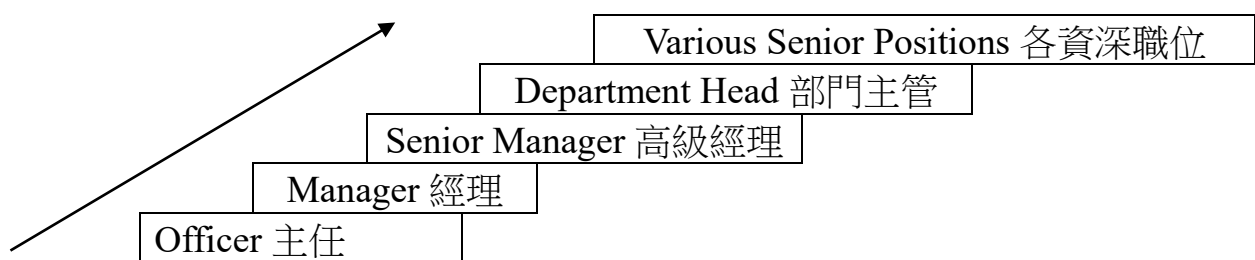 Various Senior Positions 各資深職位
Department Head 部門主管
Senior Manager 高級經理
Manager 經理
Officer 主任